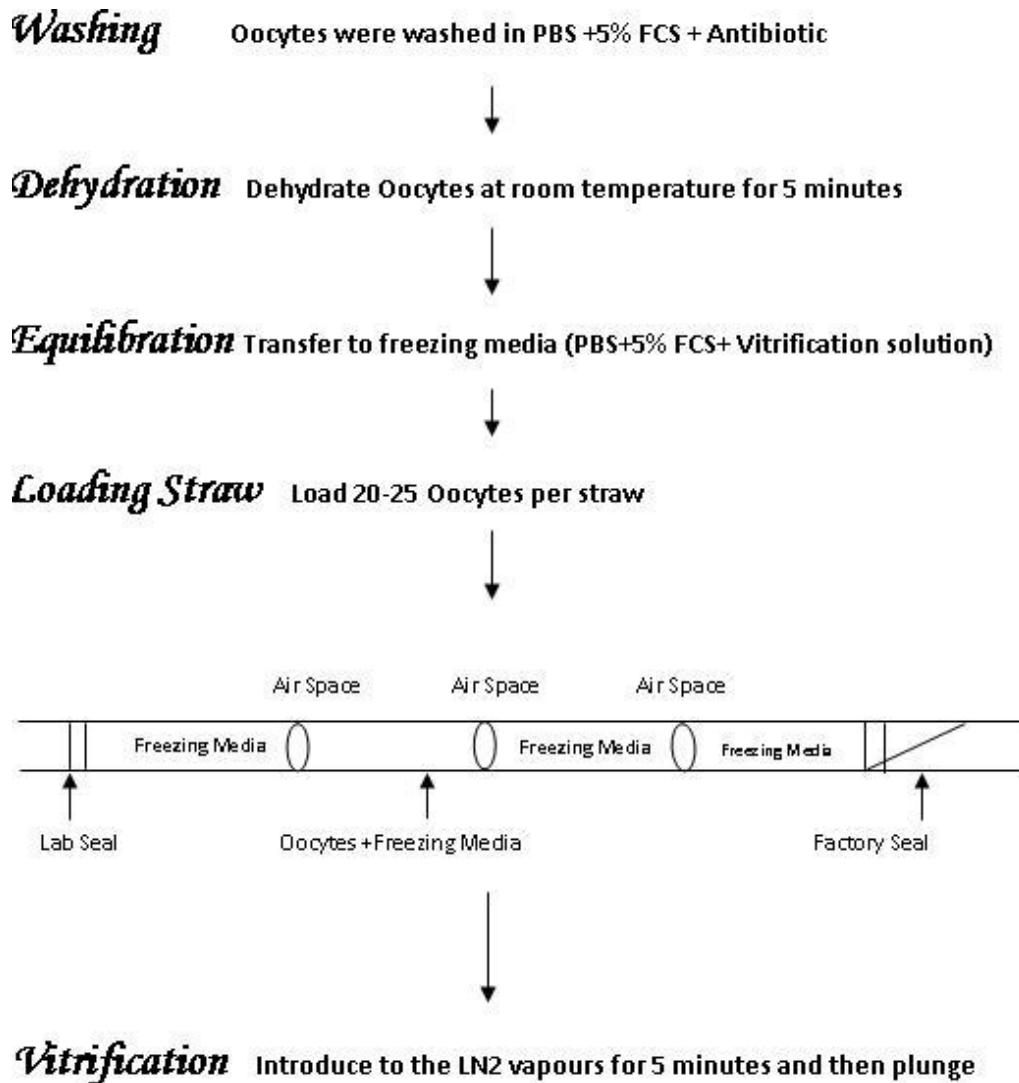 Washing Oocytes were washed in PBS +5% FCS + Antibiotic
Dehydration Dehydrate Oocytes at room temperature for 5 minutes
Equilibration Transfer to freezing media (PBS+5% FCS+ Vitrification solution)
Loading Straw Load 20-25 Oocytes per straw
Air Space Air Space Air Space
Freezing Media Freezing Media Freezing Media
Lab Seal Oocytes +Freezing Media Factory Seal
Vitrification Introduce to the LN2 vapours for 5 minutes and then plunge